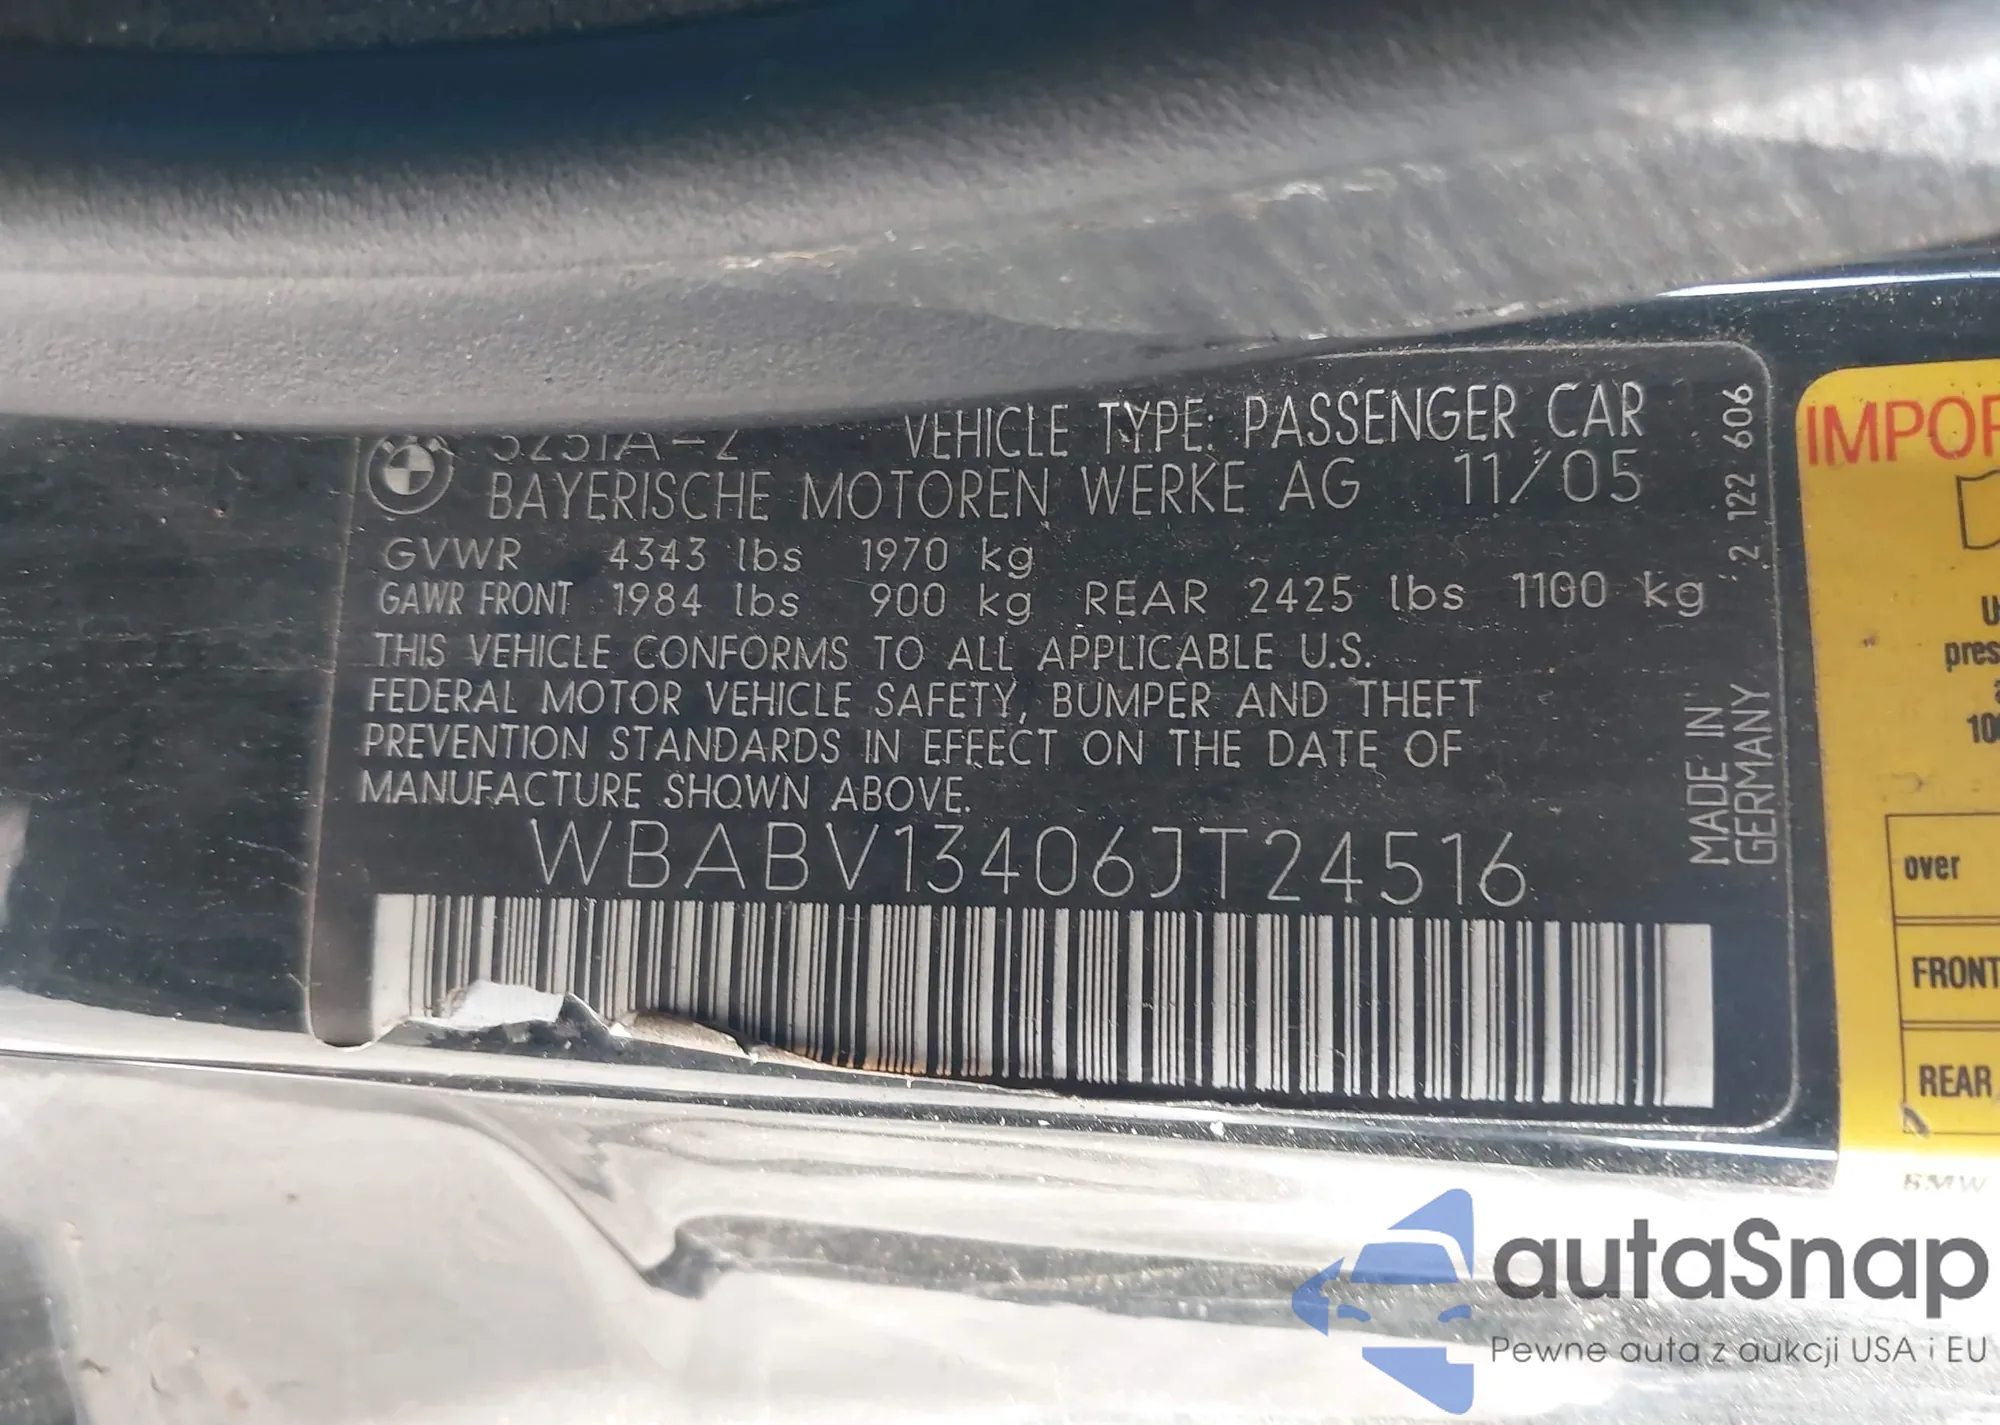 VEHICLE TYPE: PASSENGER CAR
BAYERISCHE MOTOREN WERKE AG 11/05
GVWR 4343 lbs 1970 kg
GAWR FRONT 1984 lbs 900 kg REAR 2425 lbs 1100 kg
THIS VEHICLE CONFORMS TO ALL APPLICABLE U.S.
FEDERAL MOTOR VEHICLE SAFETY, BUMPER AND THEFT
PREVENTION STANDARDS IN EFFECT ON THE DATE OF
MANUFACTURE SHOWN ABOVE.
WBABV13406JT24516
2 122 606
MADE IN
GERMANY
over
FRONT
REAR
BMW
autaSnap
Pewne auta z aukcji USA i EU